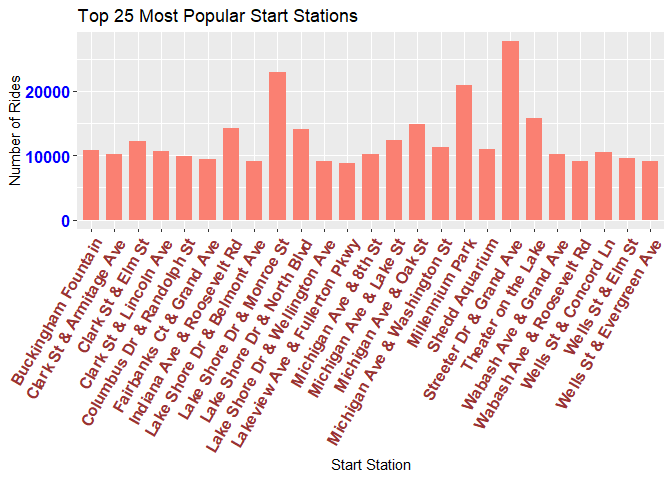 Top 25 Most Popular Start Stations
Number of Rides
20000
10000
0
Buckingham Fountain
Clark St & Armitage Ave
Clark St & Elm St
Clark St & Lincoln Ave
Columbus Dr & Randolph St
Fairbanks Ct & Grand Ave
Indiana Ave & Roosevelt Rd
Lake Shore Dr & Belmont Ave
Lake Shore Dr & Monroe St
Lake Shore Dr & North Blvd
Lake Shore Dr & Wellington Ave
Lakeview Ave & Fullerton Pkwy
Michigan Ave & 8th St
Michigan Ave & Lake St
Michigan Ave & Oak St
Michigan Ave & Washington St
Millennium Park
Shedd Aquarium
Streeter Dr & Grand Ave
Theater on the Lake
Wabash Ave & Grand Ave
Wabash Ave & Roosevelt Rd
Wells St & Concord Ln
Wells St & Elm St
Wells St & Evergreen Ave
Start Station